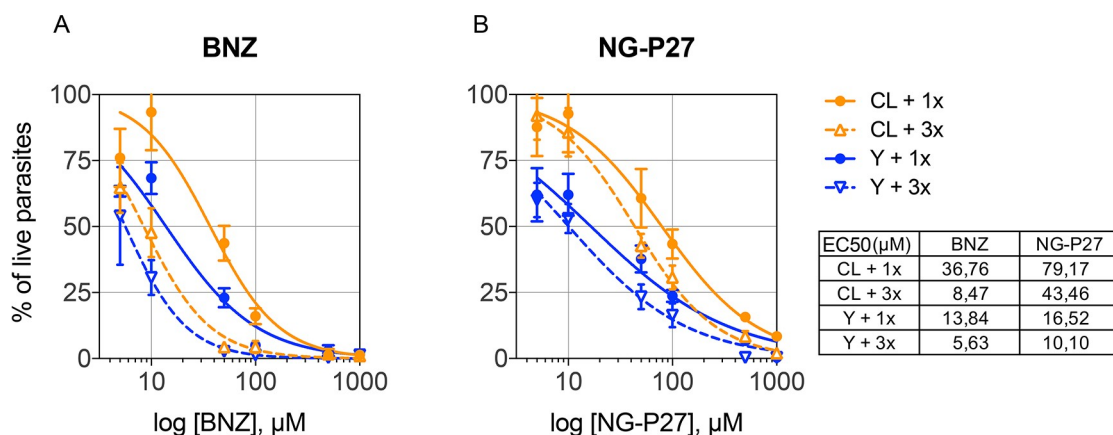 A
BNZ
100
75
50
25
0
% of live parasites
10
100
1000
log [BNZ], µM
B
NG-P27
100
75
50
25
0
10
100
1000
log [NG-P27], µM
CL + 1x
CL + 3x
Y + 1x
Y + 3x
EC50(µM) BNZ NG-P27
CL + 1x 36,76 79,17
CL + 3x 8,47 43,46
Y + 1x 13,84 16,52
Y + 3x 5,63 10,10